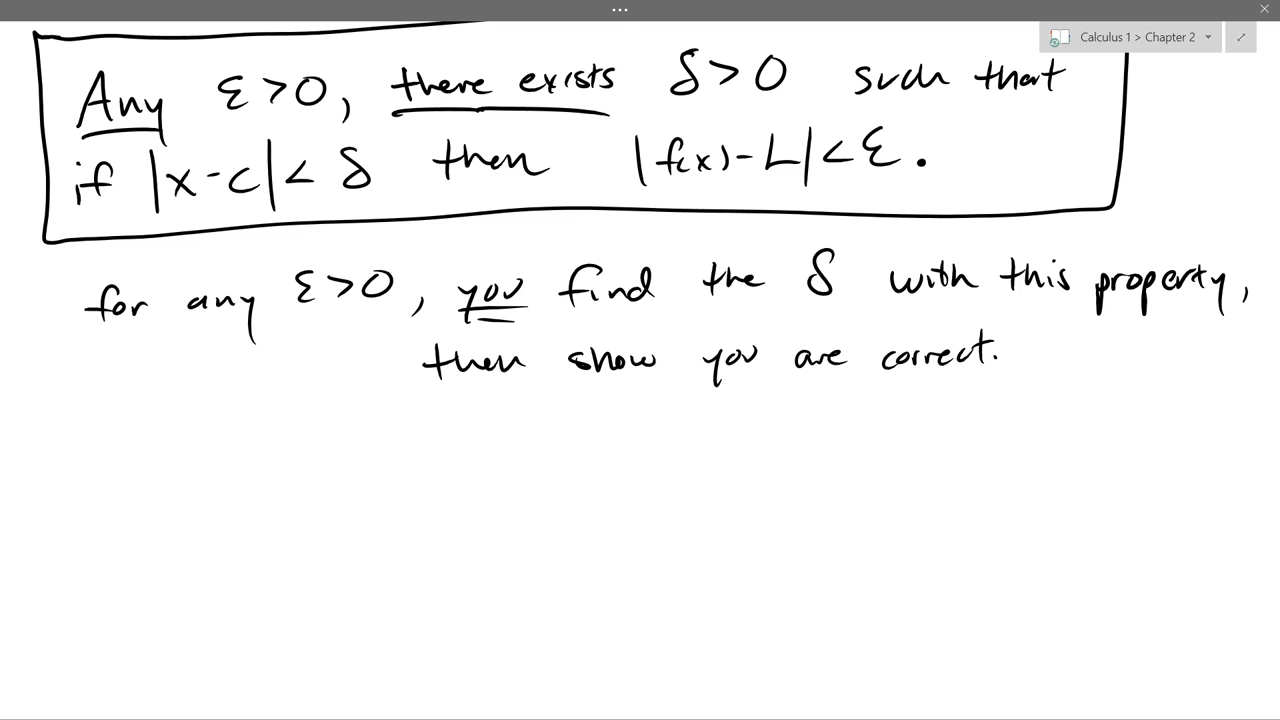 Calculus 1 > Chapter 2
Any ε>0, there exists δ>0 such that
if |x-c|< δ then |f(x)-L|<ε.
for any ε>0, you find the δ with this property,
then show you are correct.